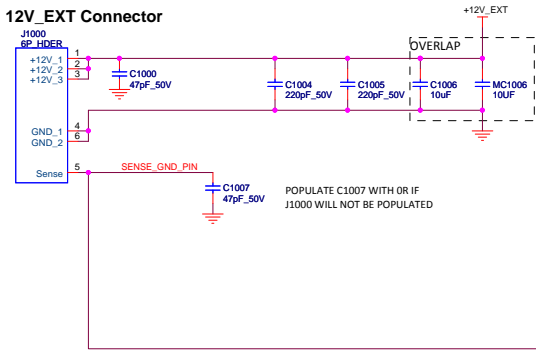 12V_EXT Connector
+12V_EXT
J1000
6P_HDER
OVERLAP
+12V_1
1
+12V_2
2
+12V_3
3
C1000
47pF_50V
C1004
220pF_50V
C1005
220pF_50V
C1006
10uF
MC1006
10UF
GND_1
4
GND_2
6
Sense
5
SENSE_GND_PIN
C1007
47pF_50V
POPULATE C1007 WITH 0R IF
J1000 WILL NOT BE POPULATED